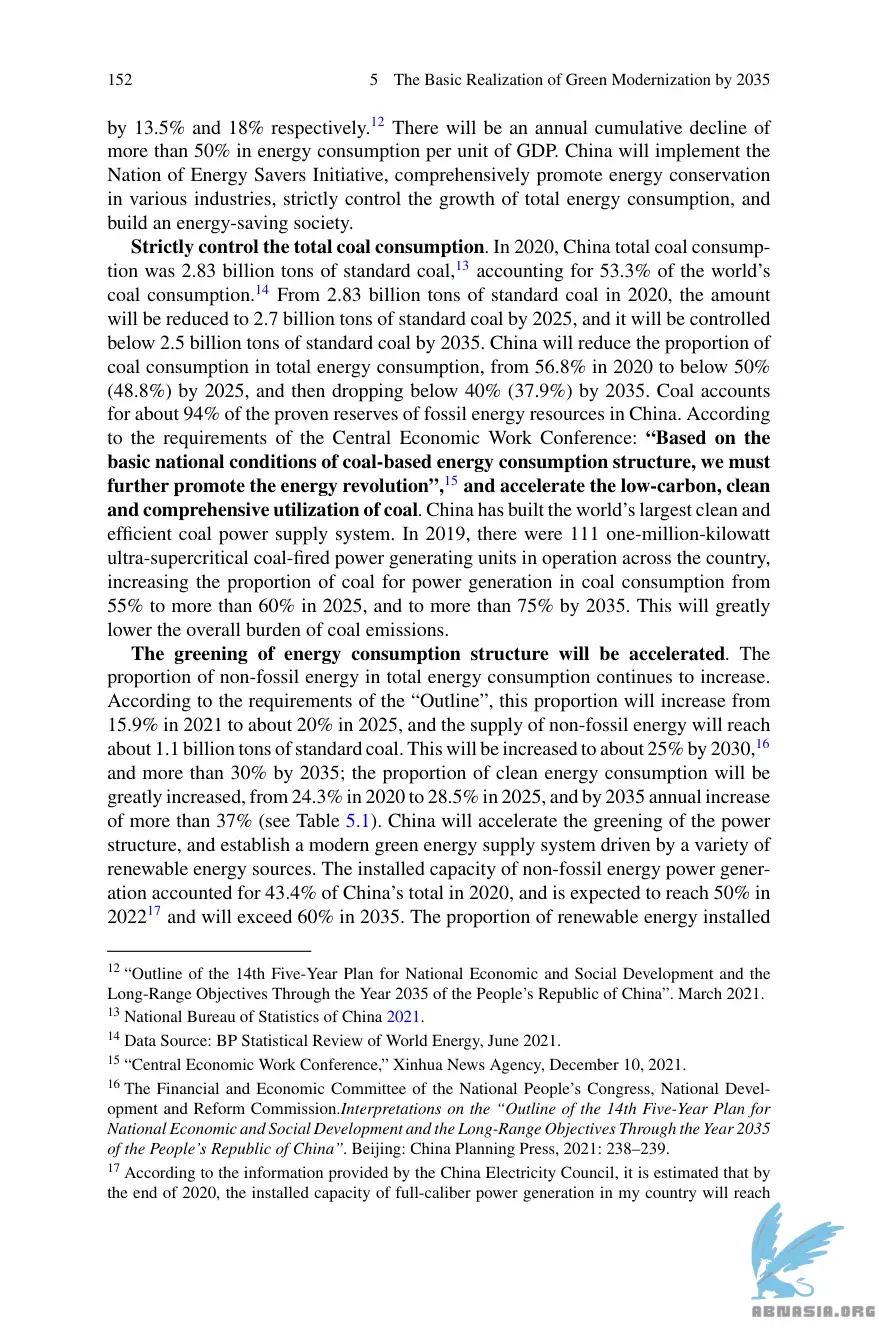 152 5 The Basic Realization of Green Modernization by 2035
by 13.5% and 18% respectively.12 There will be an annual cumulative decline of
more than 50% in energy consumption per unit of GDP. China will implement the
Nation of Energy Savers Initiative, comprehensively promote energy conservation
in various industries, strictly control the growth of total energy consumption, and
build an energy-saving society.
Strictly control the total coal consumption. In 2020, China total coal consump-
tion was 2.83 billion tons of standard coal,13 accounting for 53.3% of the world's
coal consumption.14 From 2.83 billion tons of standard coal in 2020, the amount
will be reduced to 2.7 billion tons of standard coal by 2025, and it will be controlled
below 2.5 billion tons of standard coal by 2035. China will reduce the proportion of
coal consumption in total energy consumption, from 56.8% in 2020 to below 50%
(48.8%) by 2025, and then dropping below 40% (37.9%) by 2035. Coal accounts
for about 94% of the proven reserves of fossil energy resources in China. According
to the requirements of the Central Economic Work Conference: “Based on the
basic national conditions of coal-based energy consumption structure, we must
further promote the energy revolution”,15 and accelerate the low-carbon, clean
and comprehensive utilization of coal. China has built the world's largest clean and
efficient coal power supply system. In 2019, there were 111 one-million-kilowatt
ultra-supercritical coal-fired power generating units in operation across the country,
increasing the proportion of coal for power generation in coal consumption from
55% to more than 60% in 2025, and to more than 75% by 2035. This will greatly
lower the overall burden of coal emissions.
The greening of energy consumption structure will be accelerated. The
proportion of non-fossil energy in total energy consumption continues to increase.
According to the requirements of the “Outline”, this proportion will increase from
15.9% in 2021 to about 20% in 2025, and the supply of non-fossil energy will reach
about 1.1 billion tons of standard coal. This will be increased to about 25% by 2030,16
and more than 30% by 2035; the proportion of clean energy consumption will be
greatly increased, from 24.3% in 2020 to 28.5% in 2025, and by 2035 annual increase
of more than 37% (see Table 5.1). China will accelerate the greening of the power
structure, and establish a modern green energy supply system driven by a variety of
renewable energy sources. The installed capacity of non-fossil energy power gener-
ation accounted for 43.4% of China's total in 2020, and is expected to reach 50% in
202217 and will exceed 60% in 2035. The proportion of renewable energy installed
12 “Outline of the 14th Five-Year Plan for National Economic and Social Development and the
Long-Range Objectives Through the Year 2035 of the People's Republic of China”. March 2021.
13 National Bureau of Statistics of China 2021.
14 Data Source: BP Statistical Review of World Energy, June 2021.
15 “Central Economic Work Conference,” Xinhua News Agency, December 10, 2021.
16 The Financial and Economic Committee of the National People's Congress, National Devel-
opment and Reform Commission.Interpretations on the “Outline of the 14th Five-Year Plan for
National Economic and Social Development and the Long-Range Objectives Through the Year 2035
of the People's Republic of China”. Beijing: China Planning Press, 2021: 238–239.
17 According to the information provided by the China Electricity Council, it is estimated that by
the end of 2020, the installed capacity of full-caliber power generation in my country will reach
ABNASIA.ORG